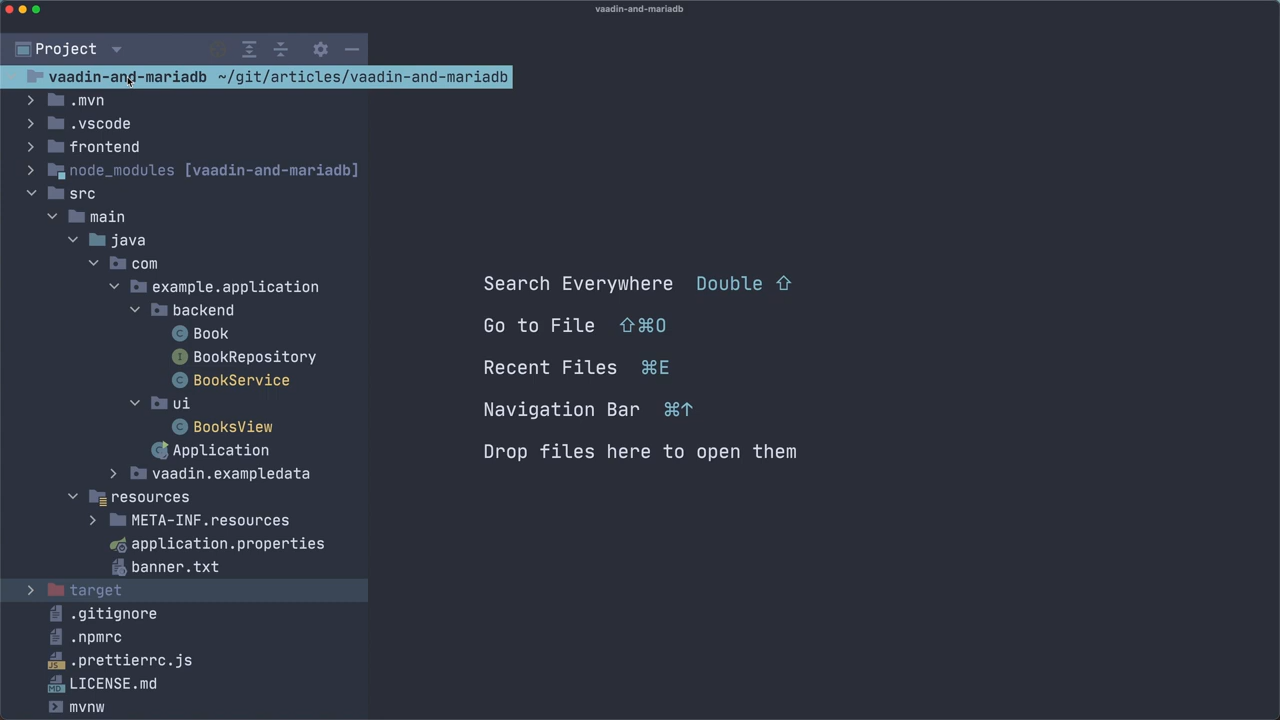 vaadin-and-mariadb
Project
vaadin-and-mariadb ~/git/articles/vaadin-and-mariadb
.mvn
.vscode
frontend
node_modules [vaadin-and-mariadb]
src
main
java
com
example.application
backend
C Book
I BookRepository
C BookService
ui
C BooksView
C Application
vaadin.exampledata
resources
META-INF.resources
application.properties
banner.txt
target
.gitignore
.npmrc
JS .prettierrc.js
MD LICENSE.md
mvnw
Search Everywhere Double ⇧
Go to File ⇧⌘O
Recent Files ⌘E
Navigation Bar ⌘↑
Drop files here to open them